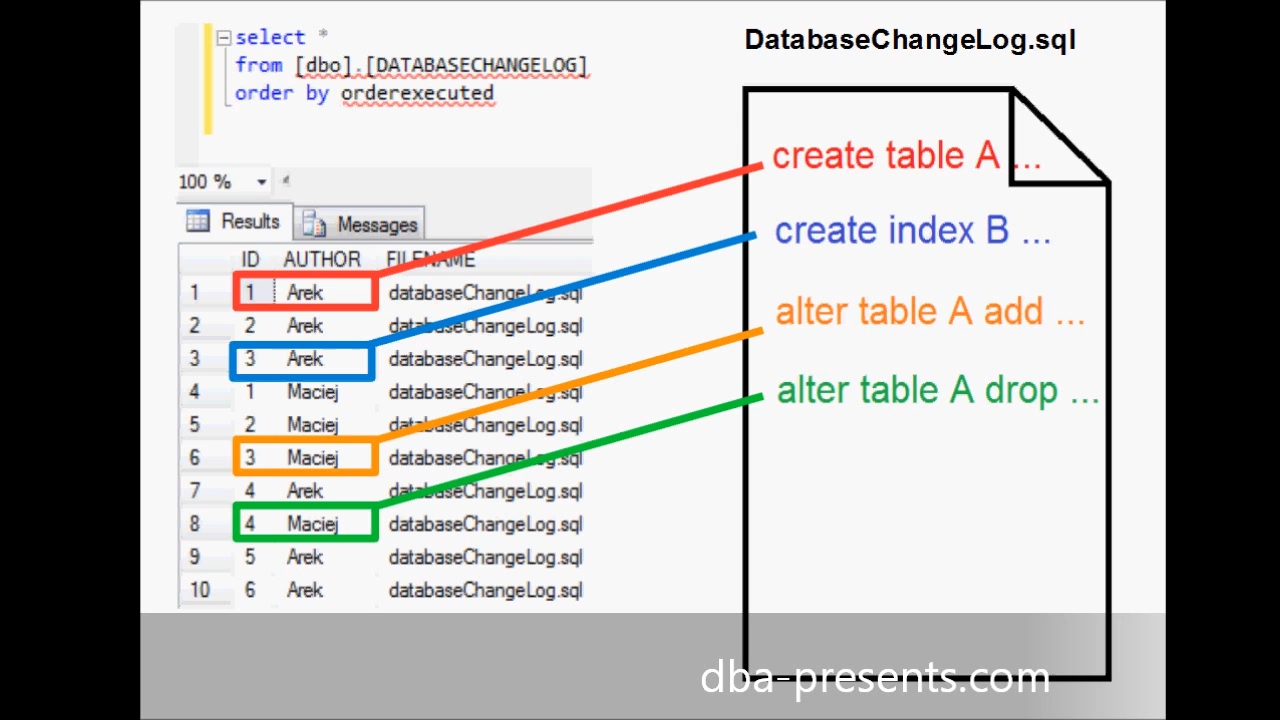 select *
from [dbo].[DATABASECHANGELOG]
order by orderexecuted
100 %
Results Messages
ID AUTHOR FILENAME
1 1 Arek databaseChangeLog.sql
2 2 Arek databaseChangeLog.sql
3 3 Arek databaseChangeLog.sql
4 1 Maciej databaseChangeLog.sql
5 2 Maciej databaseChangeLog.sql
6 3 Maciej databaseChangeLog.sql
7 4 Arek databaseChangeLog.sql
8 4 Maciej databaseChangeLog.sql
9 5 Arek databaseChangeLog.sql
10 6 Arek databaseChangeLog.sql
DatabaseChangeLog.sql
create table A ...
create index B ...
alter table A add ...
alter table A drop ...
dba-presents.com